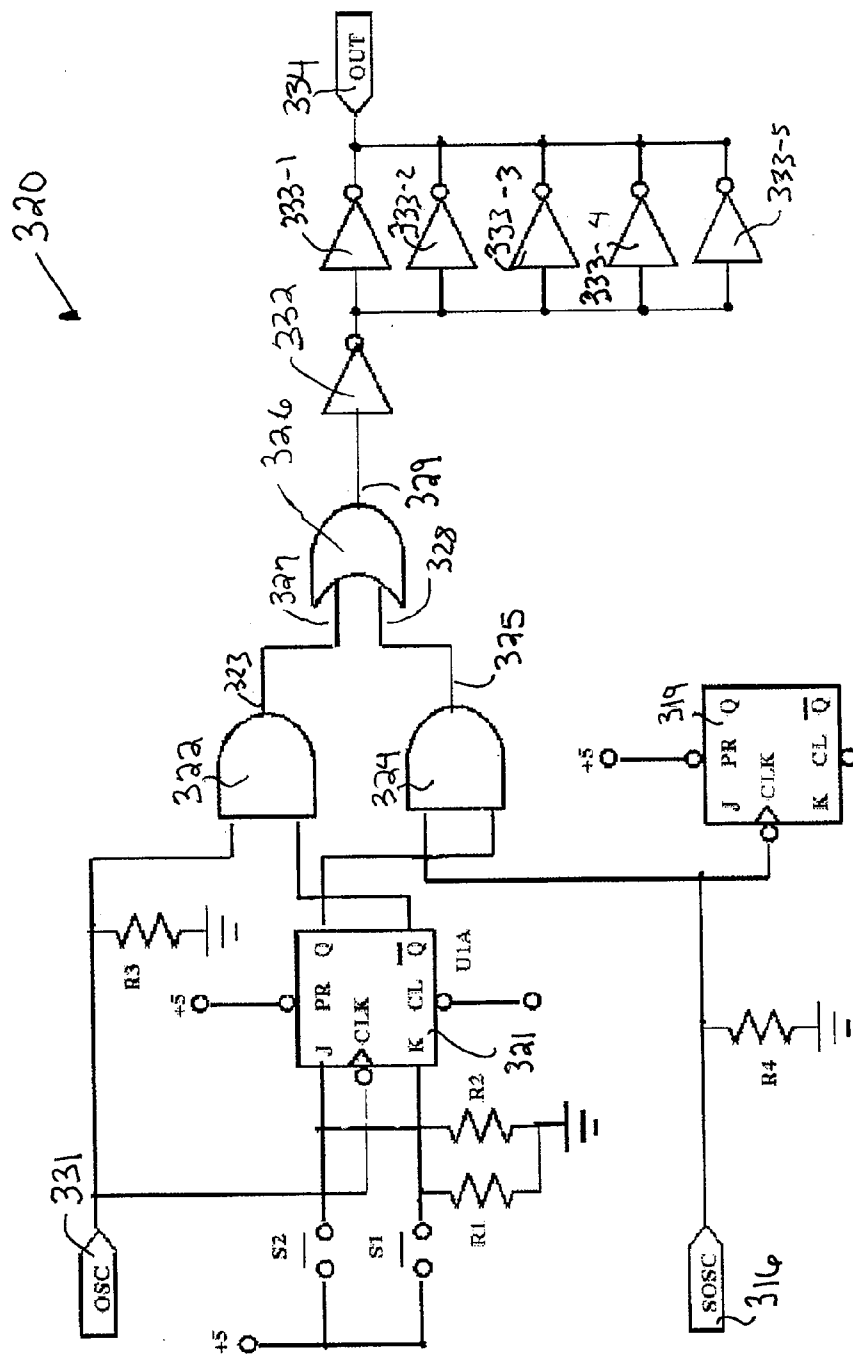 320
OSC
331
+5
S2
S1
R1
R2
R3
+5
J
PR
Q
CLK
K
CL
Q̅
321
U1A
322
323
324
325
326
327
328
329
332
333-1
333-2
333-3
333-4
333-5
334
OUT
SOSC
316
R4
+5
J
PR
Q
319
CLK
K
CL
Q̅